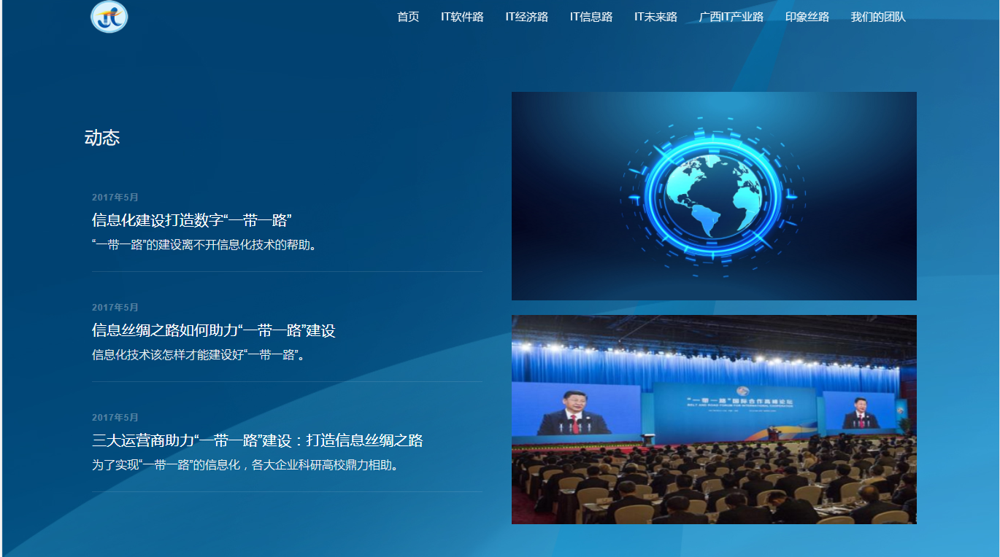 首页 IT软件路 IT经济路 IT信息路 IT未来路 广西IT产业路 印象丝路 我们的团队
动态
2017年5月
信息化建设打造数字“一带一路”
“一带一路”的建设离不开信息化技术的帮助。
2017年5月
信息丝绸之路如何助力“一带一路”建设
信息化技术该怎样才能建设好“一带一路”。
2017年5月
三大运营商助力“一带一路”建设：打造信息丝绸之路
为了实现“一带一路”的信息化，各大企业科研高校鼎力相助。
“一带一路”国际合作高峰论坛
BELT AND ROAD FORUM FOR INTERNATIONAL COOPERATION